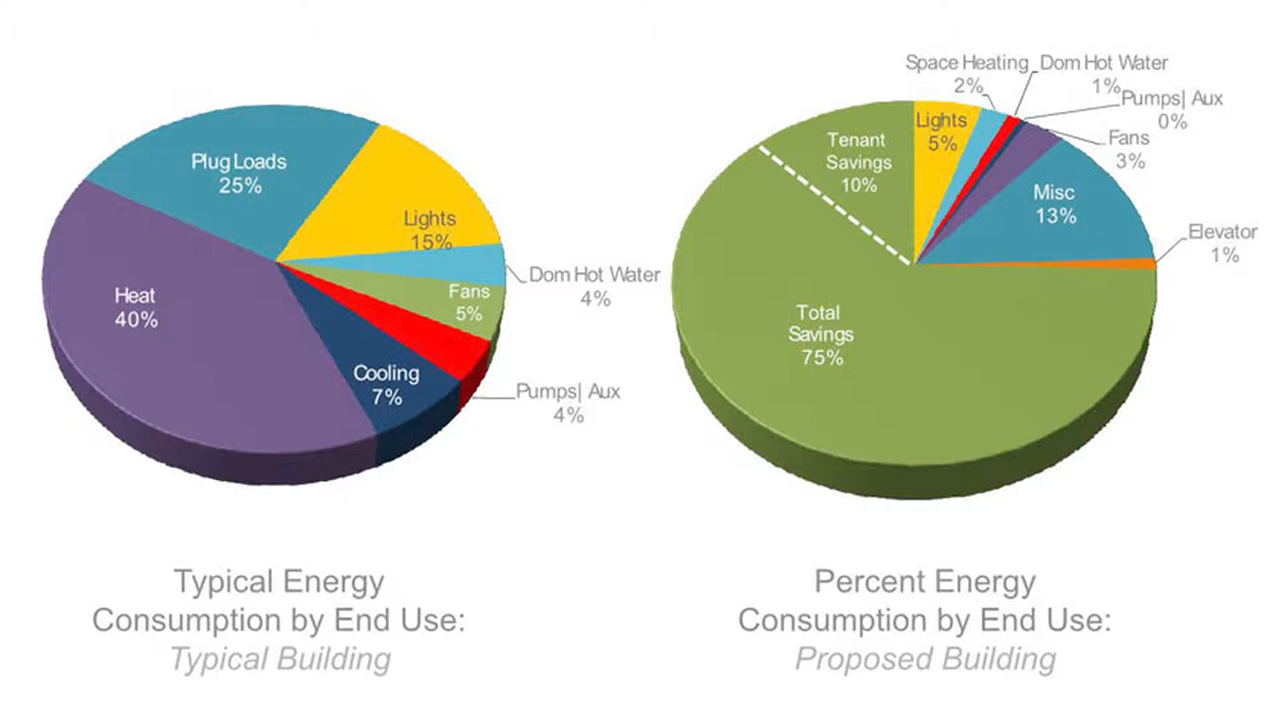 Plug Loads
25%
Lights
15%
Dom Hot Water
4%
Fans
5%
Heat
40%
Cooling
7%
Pumps| Aux
4%
Typical Energy
Consumption by End Use:
Typical Building
Space Heating
2%
Dom Hot Water
1%
Pumps| Aux
0%
Lights
5%
Fans
3%
Tenant
Savings
10%
Misc
13%
Elevator
1%
Total
Savings
75%
Percent Energy
Consumption by End Use:
Proposed Building